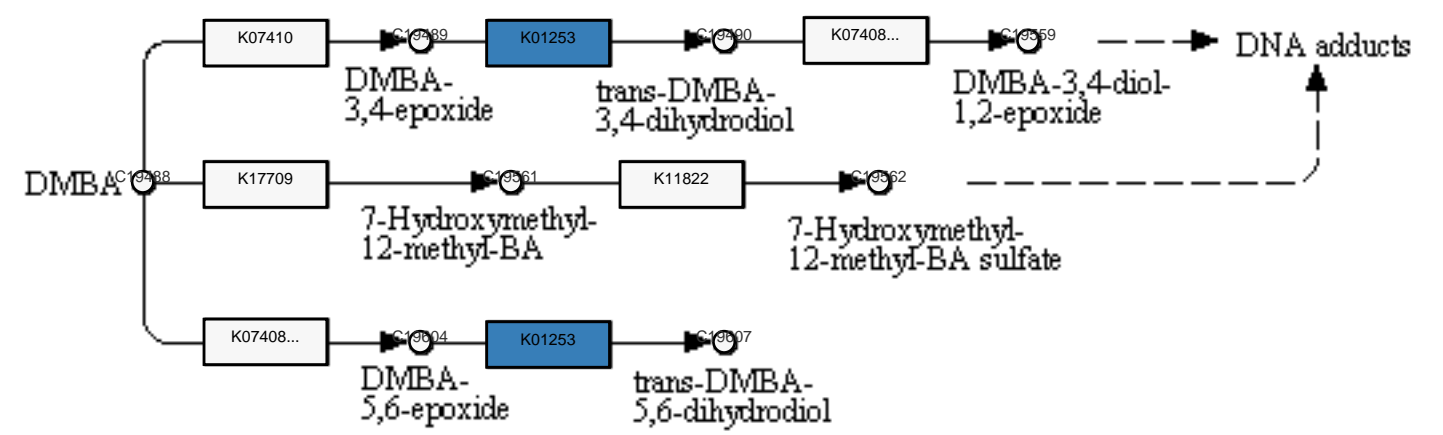 K07410
C19489
K01253
C19490
K07408...
C19559
DNA adducts
DMBA-
3,4-epoxide
trans-DMBA-
3,4-dihydrodiol
DMBA-3,4-diol-
1,2-epoxide
DMBA
C19488
K17709
C19561
K11822
C19562
7-Hydroxymethyl-
12-methyl-BA
7-Hydroxymethyl-
12-methyl-BA sulfate
K07408...
C19604
K01253
C19607
DMBA-
5,6-epoxide
trans-DMBA-
5,6-dihydrodiol